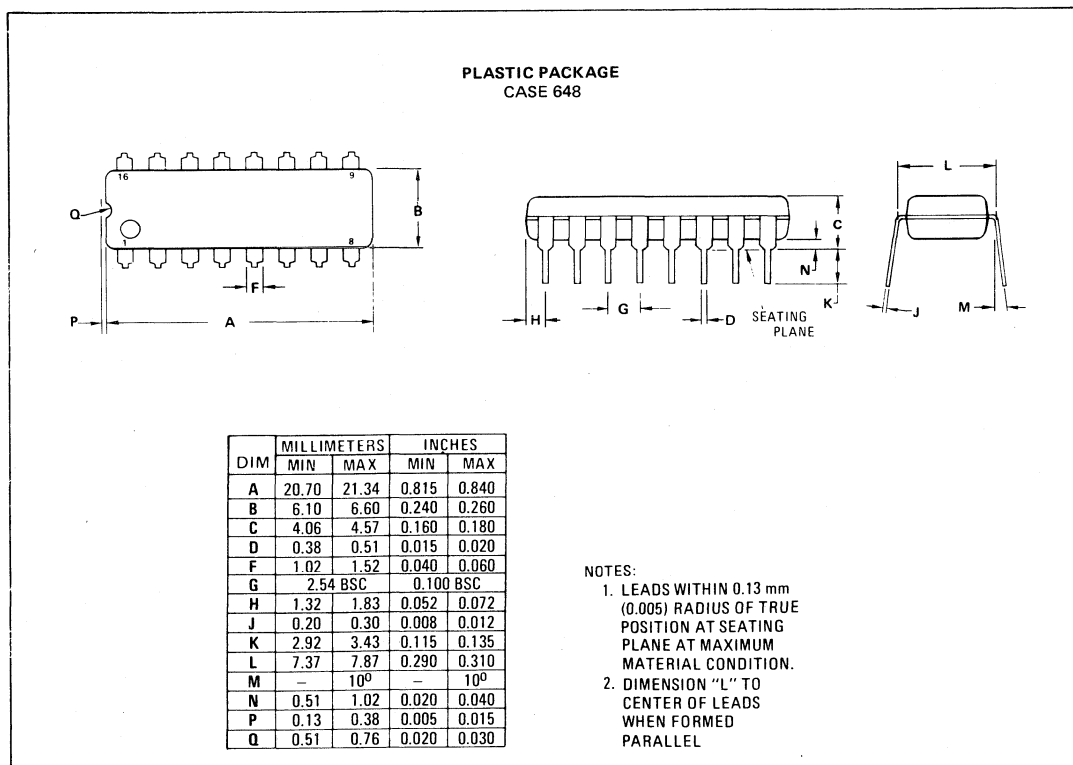 PLASTIC PACKAGE
CASE 648
16 9
Q
B
1 8
F
P A
L
C
N
K
H G D SEATING
PLANE
J M
DIM MILLIMETERS INCHES
MIN MAX MIN MAX
A 20.70 21.34 0.815 0.840
B 6.10 6.60 0.240 0.260
C 4.06 4.57 0.160 0.180
D 0.38 0.51 0.015 0.020
F 1.02 1.52 0.040 0.060
G 2.54 BSC 0.100 BSC
H 1.32 1.83 0.052 0.072
J 0.20 0.30 0.008 0.012
K 2.92 3.43 0.115 0.135
L 7.37 7.87 0.290 0.310
M – 10⁰ – 10⁰
N 0.51 1.02 0.020 0.040
P 0.13 0.38 0.005 0.015
Q 0.51 0.76 0.020 0.030
NOTES:
1. LEADS WITHIN 0.13 mm
(0.005) RADIUS OF TRUE
POSITION AT SEATING
PLANE AT MAXIMUM
MATERIAL CONDITION.
2. DIMENSION "L" TO
CENTER OF LEADS
WHEN FORMED
PARALLEL